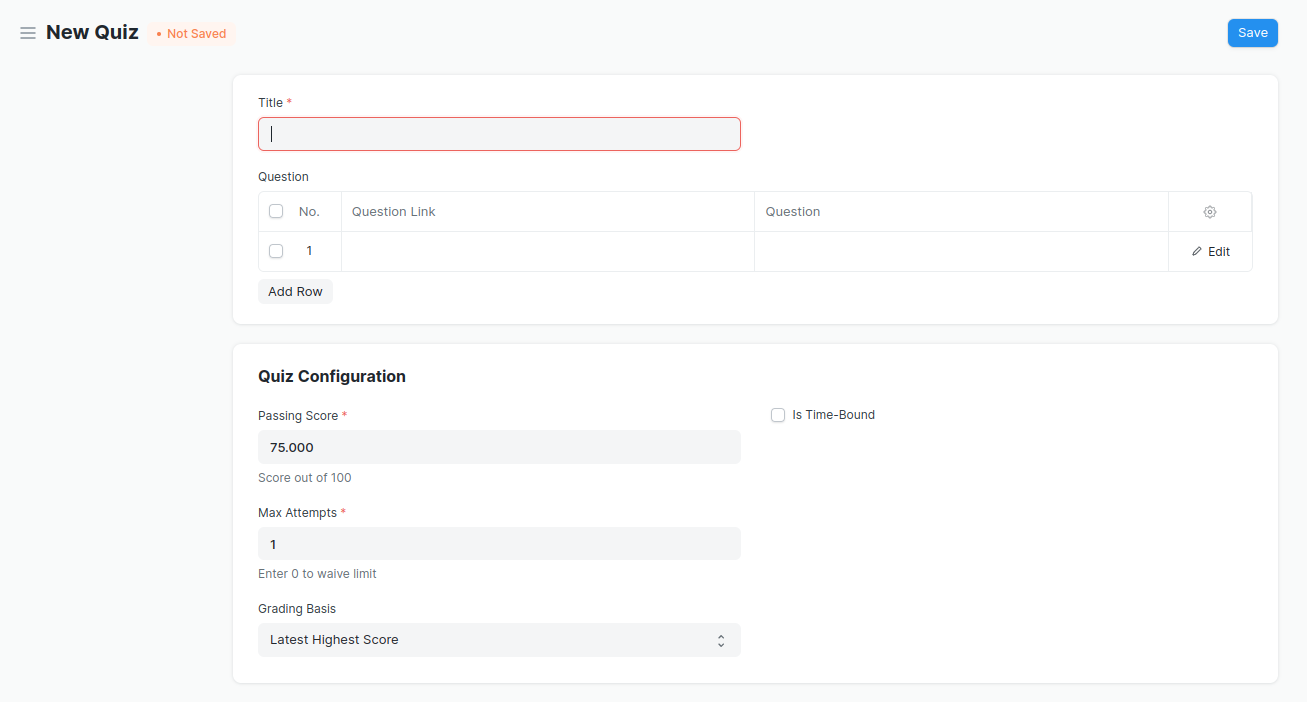 New Quiz • Not Saved Save
Title *
Question
No. Question Link Question
1 Edit
Add Row
Quiz Configuration
Passing Score * Is Time-Bound
75.000
Score out of 100
Max Attempts *
1
Enter 0 to waive limit
Grading Basis
Latest Highest Score